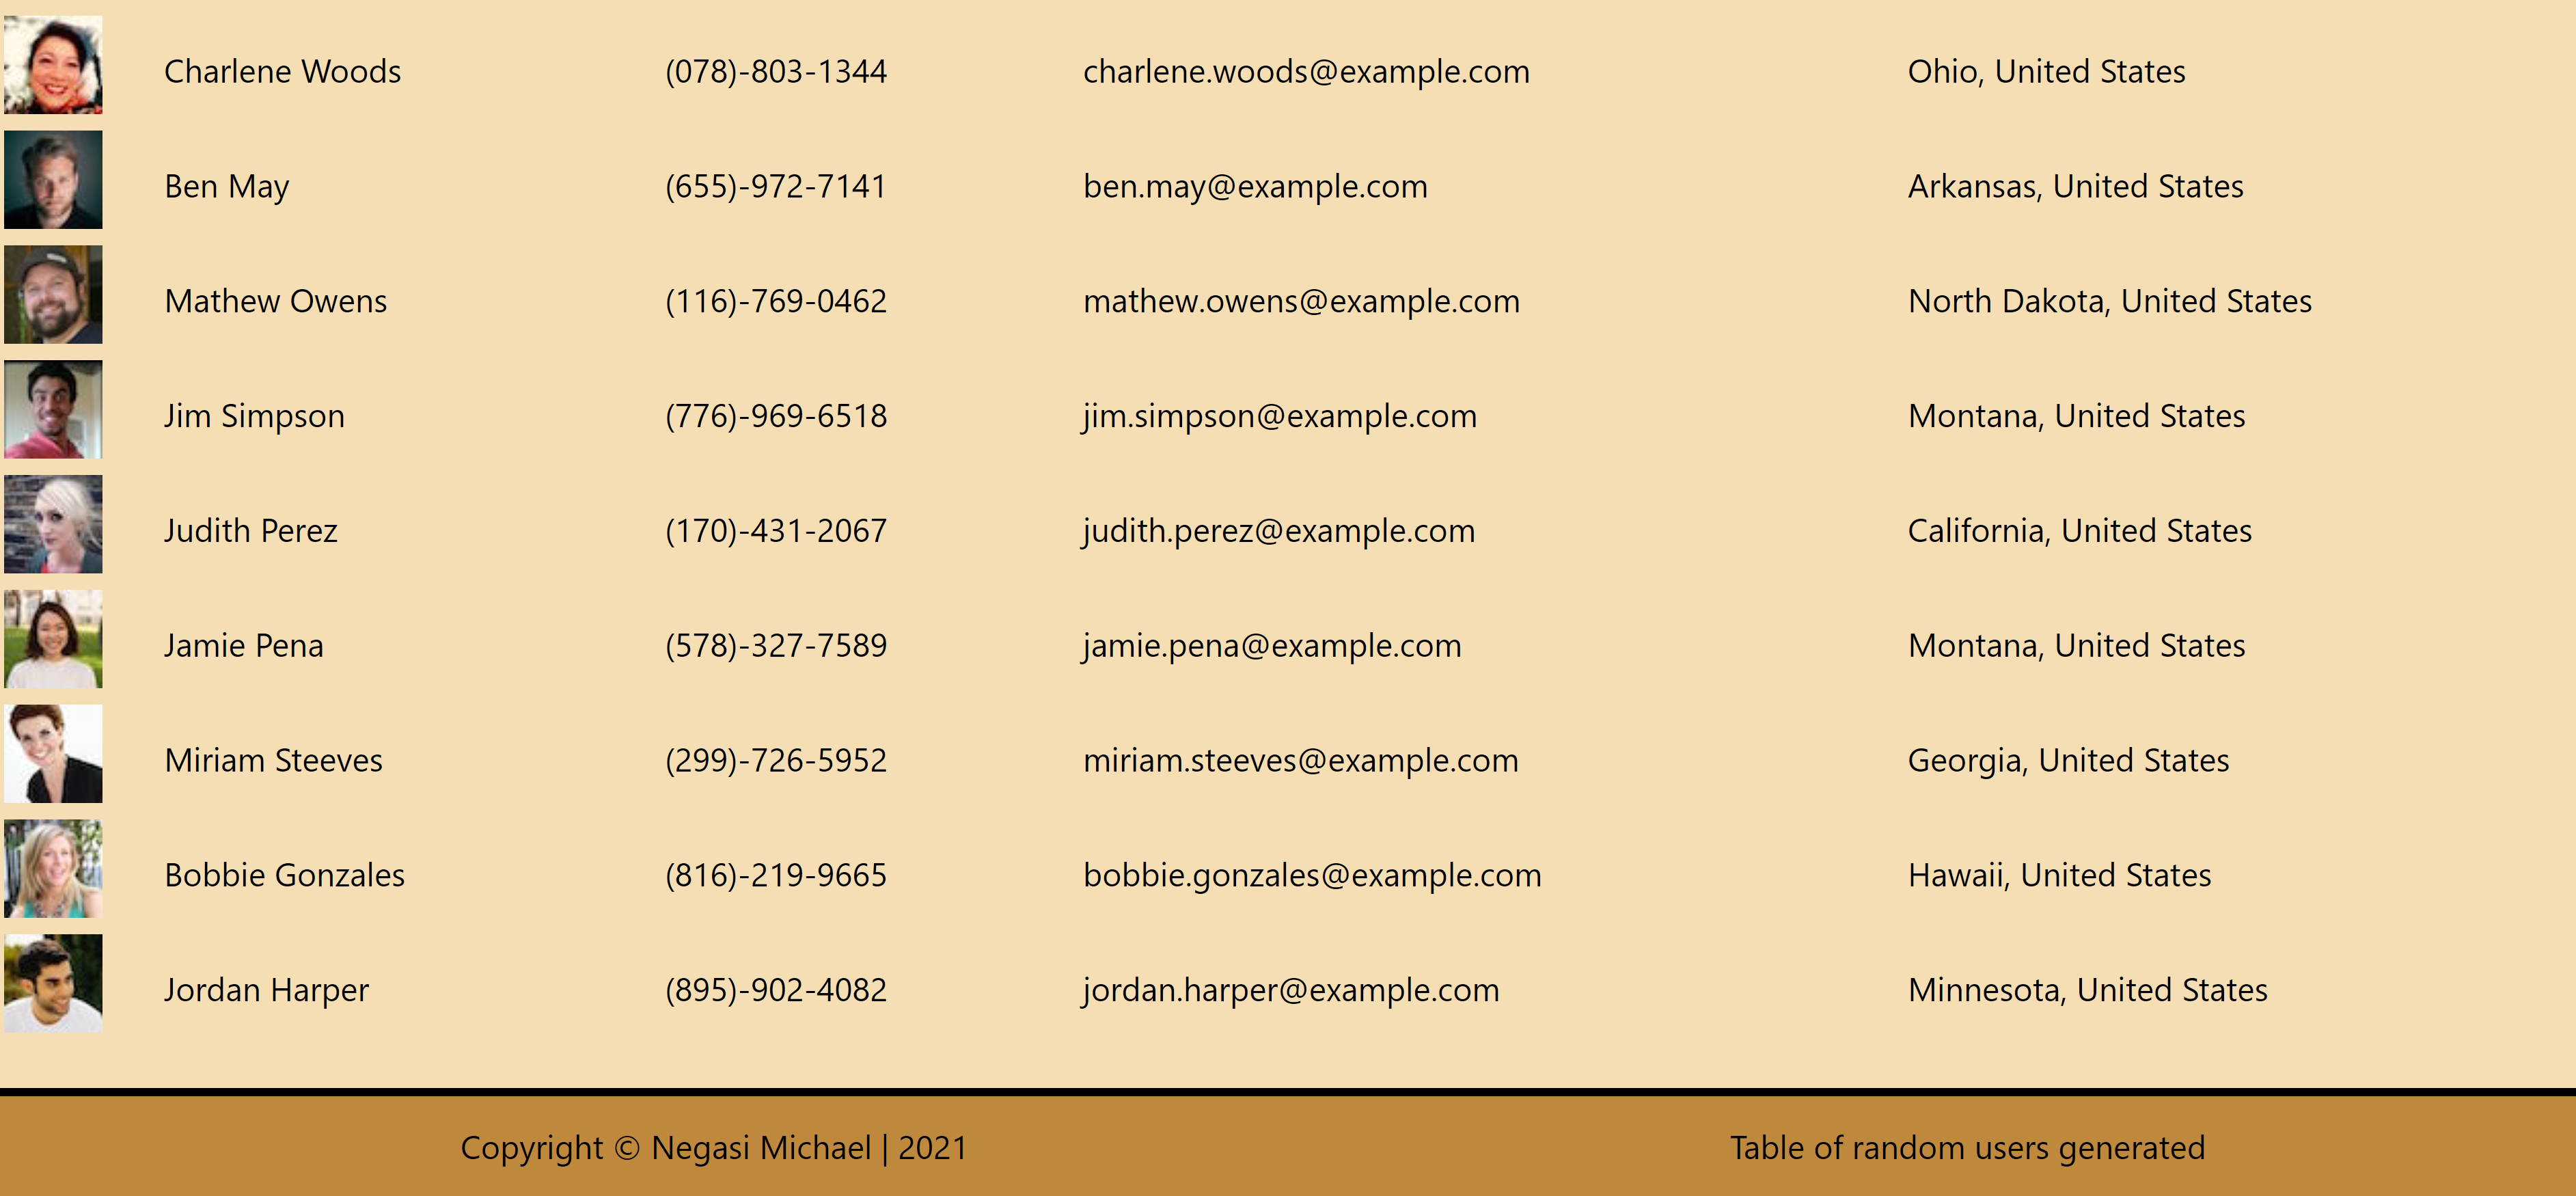 Charlene Woods (078)-803-1344 charlene.woods@example.com Ohio, United States
Ben May (655)-972-7141 ben.may@example.com Arkansas, United States
Mathew Owens (116)-769-0462 mathew.owens@example.com North Dakota, United States
Jim Simpson (776)-969-6518 jim.simpson@example.com Montana, United States
Judith Perez (170)-431-2067 judith.perez@example.com California, United States
Jamie Pena (578)-327-7589 jamie.pena@example.com Montana, United States
Miriam Steeves (299)-726-5952 miriam.steeves@example.com Georgia, United States
Bobbie Gonzales (816)-219-9665 bobbie.gonzales@example.com Hawaii, United States
Jordan Harper (895)-902-4082 jordan.harper@example.com Minnesota, United States
Copyright © Negasi Michael | 2021 Table of random users generated